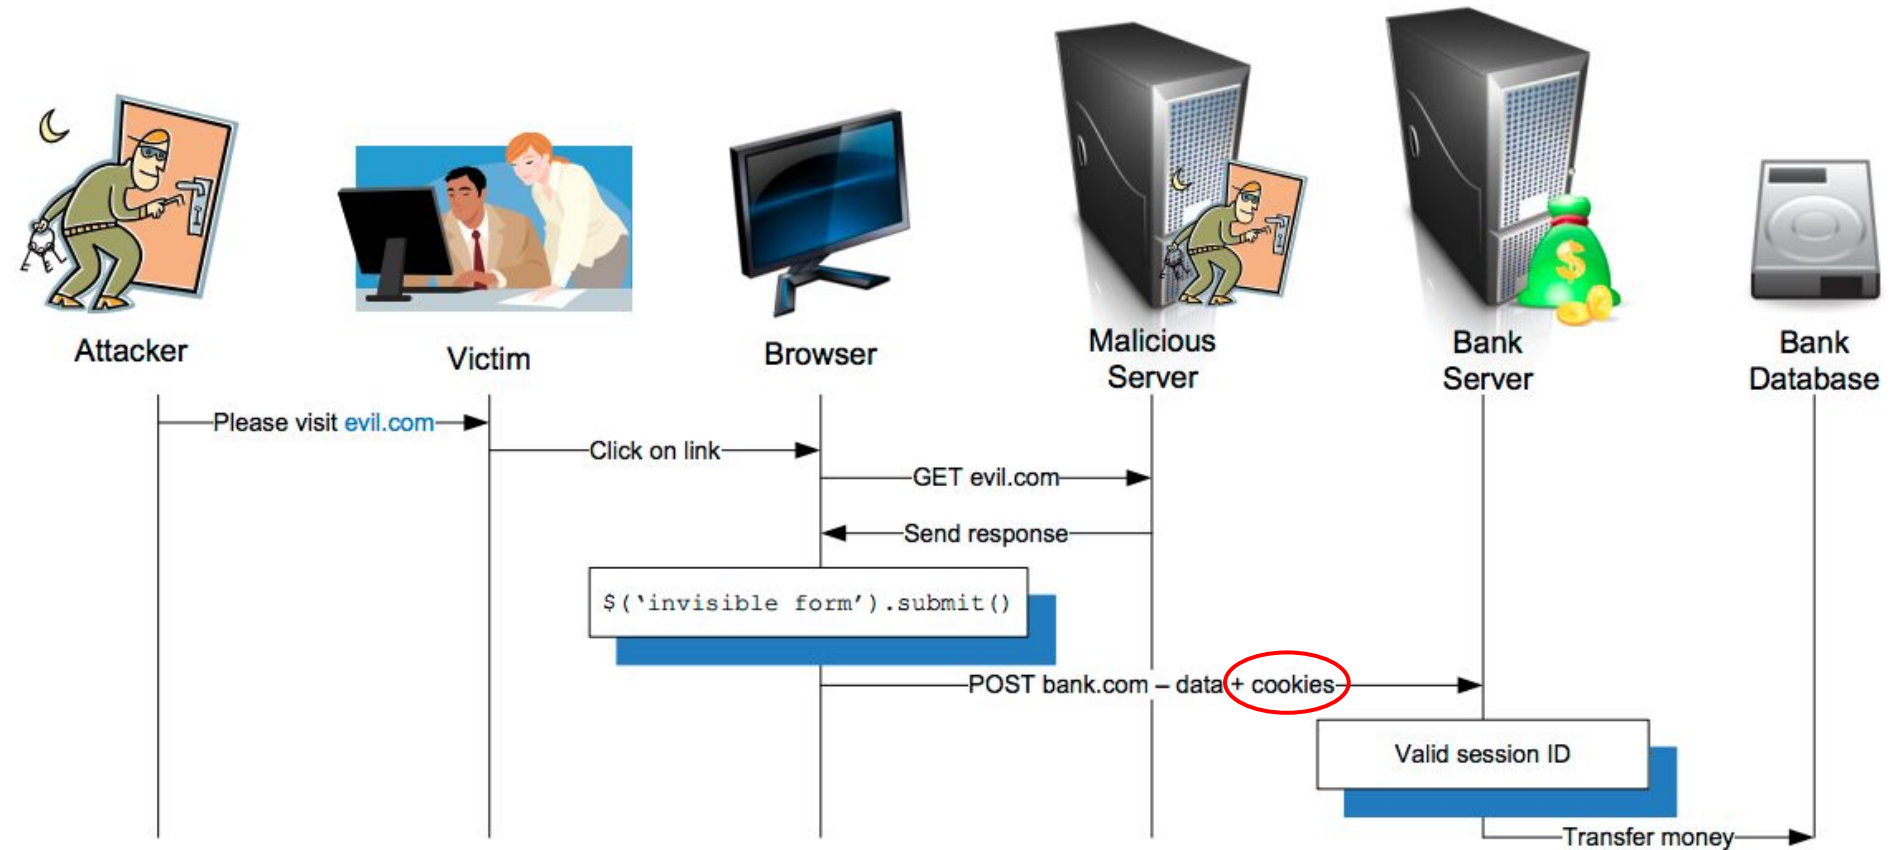 Attacker
Victim
Browser
Malicious
Server
Bank
Server
Bank
Database
Please visit evil.com
Click on link
GET evil.com
Send response
$(‘invisible form’).submit()
POST bank.com – data + cookies
Valid session ID
Transfer money
$